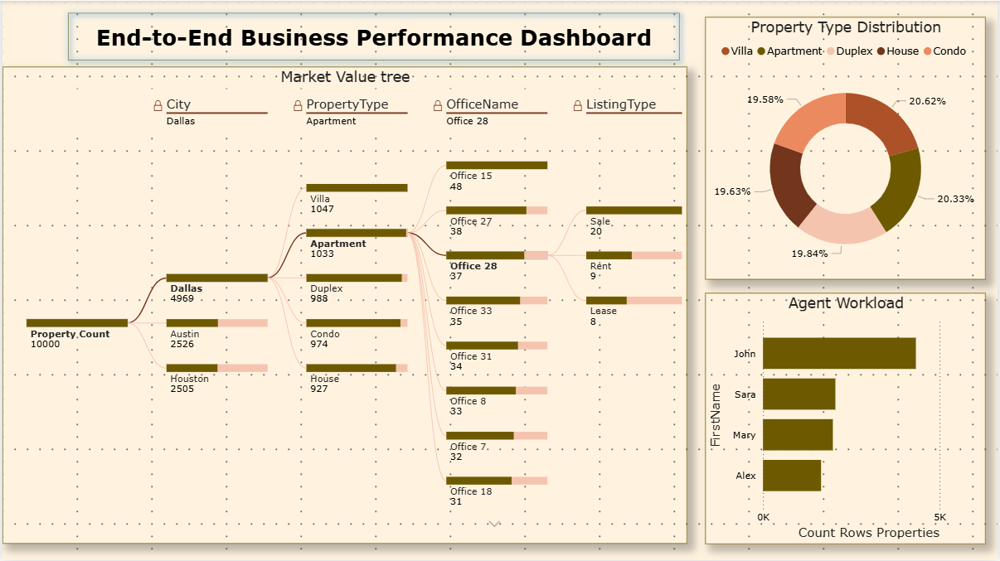 End-to-End Business Performance Dashboard
Market Value tree
City
Dallas
PropertyType
Apartment
OfficeName
Office 28
ListingType
Property Count
10000
Dallas
4969
Austin
2526
Houston
2505
Villa
1047
Apartment
1033
Duplex
988
Condo
974
House
927
Office 15
48
Office 27
38
Office 28
37
Office 33
35
Office 31
34
Office 8
33
Office 7
32
Office 18
31
Sale
20
Rent
9
Lease
8
Property Type Distribution
Villa Apartment Duplex House Condo
19.58%
20.62%
19.63%
20.33%
19.84%
Agent Workload
FirstName
John
Sara
Mary
Alex
0K 5K
Count Rows Properties